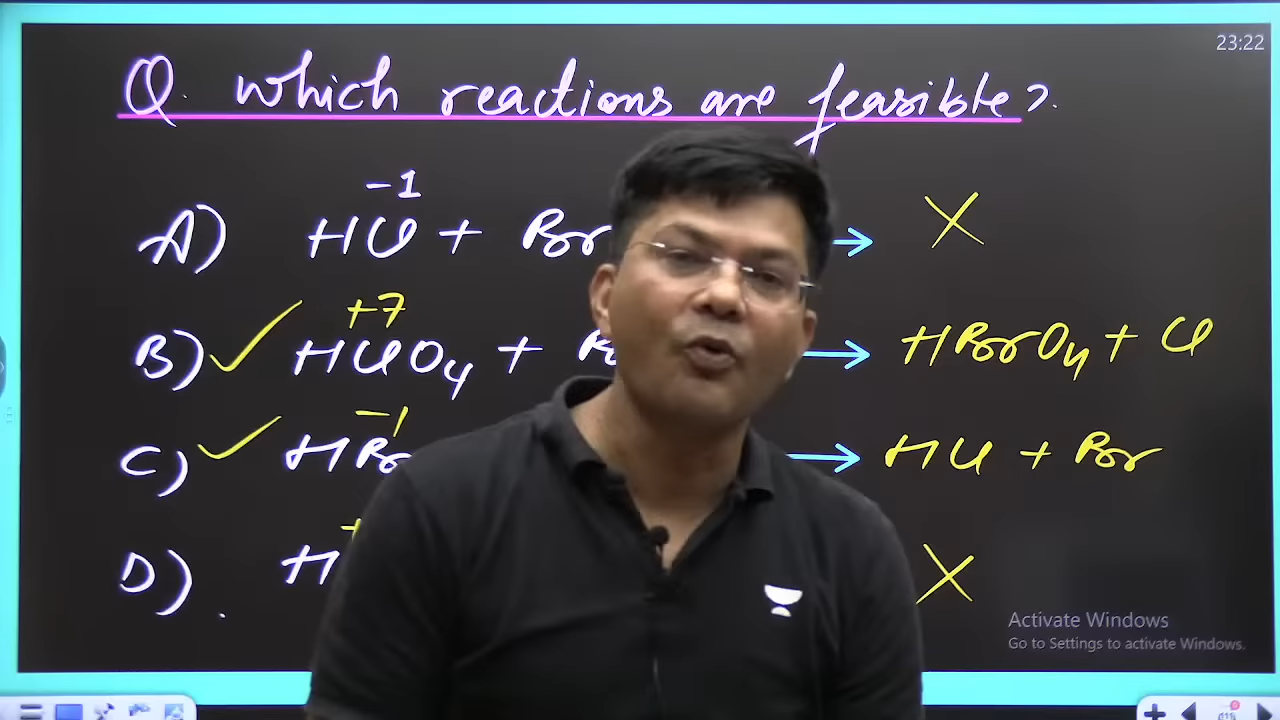 23:22
Q. which reactions are feasible?
-1
A) HCl + Br → X
+7
B) ✓ HClO4 + → HBrO4 + Cl
-1
C) ✓ HBr → HCl + Br
+
D) H X
Activate Windows
Go to Settings to activate Windows.